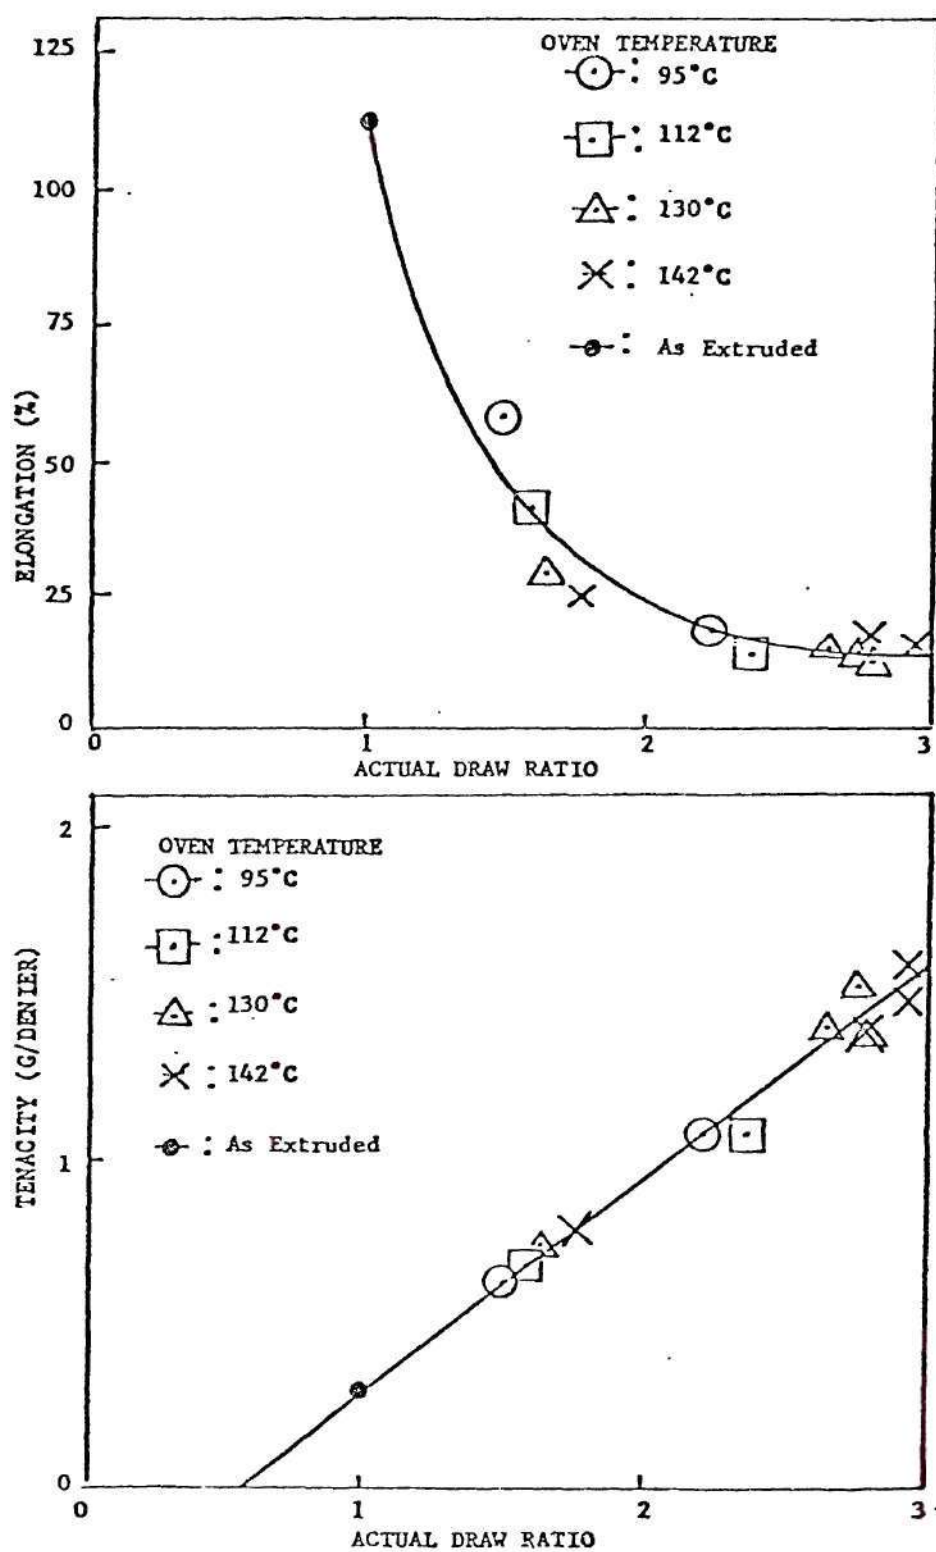 125
100
75
50
25
0
ELONGATION (%)
OVEN TEMPERATURE
: 95°C
: 112°C
: 130°C
: 142°C
: As Extruded
0 1 2 3
ACTUAL DRAW RATIO
2
1
0
TENACITY (G/DENIER)
OVEN TEMPERATURE
: 95°C
: 112°C
: 130°C
: 142°C
: As Extruded
0 1 2 3
ACTUAL DRAW RATIO